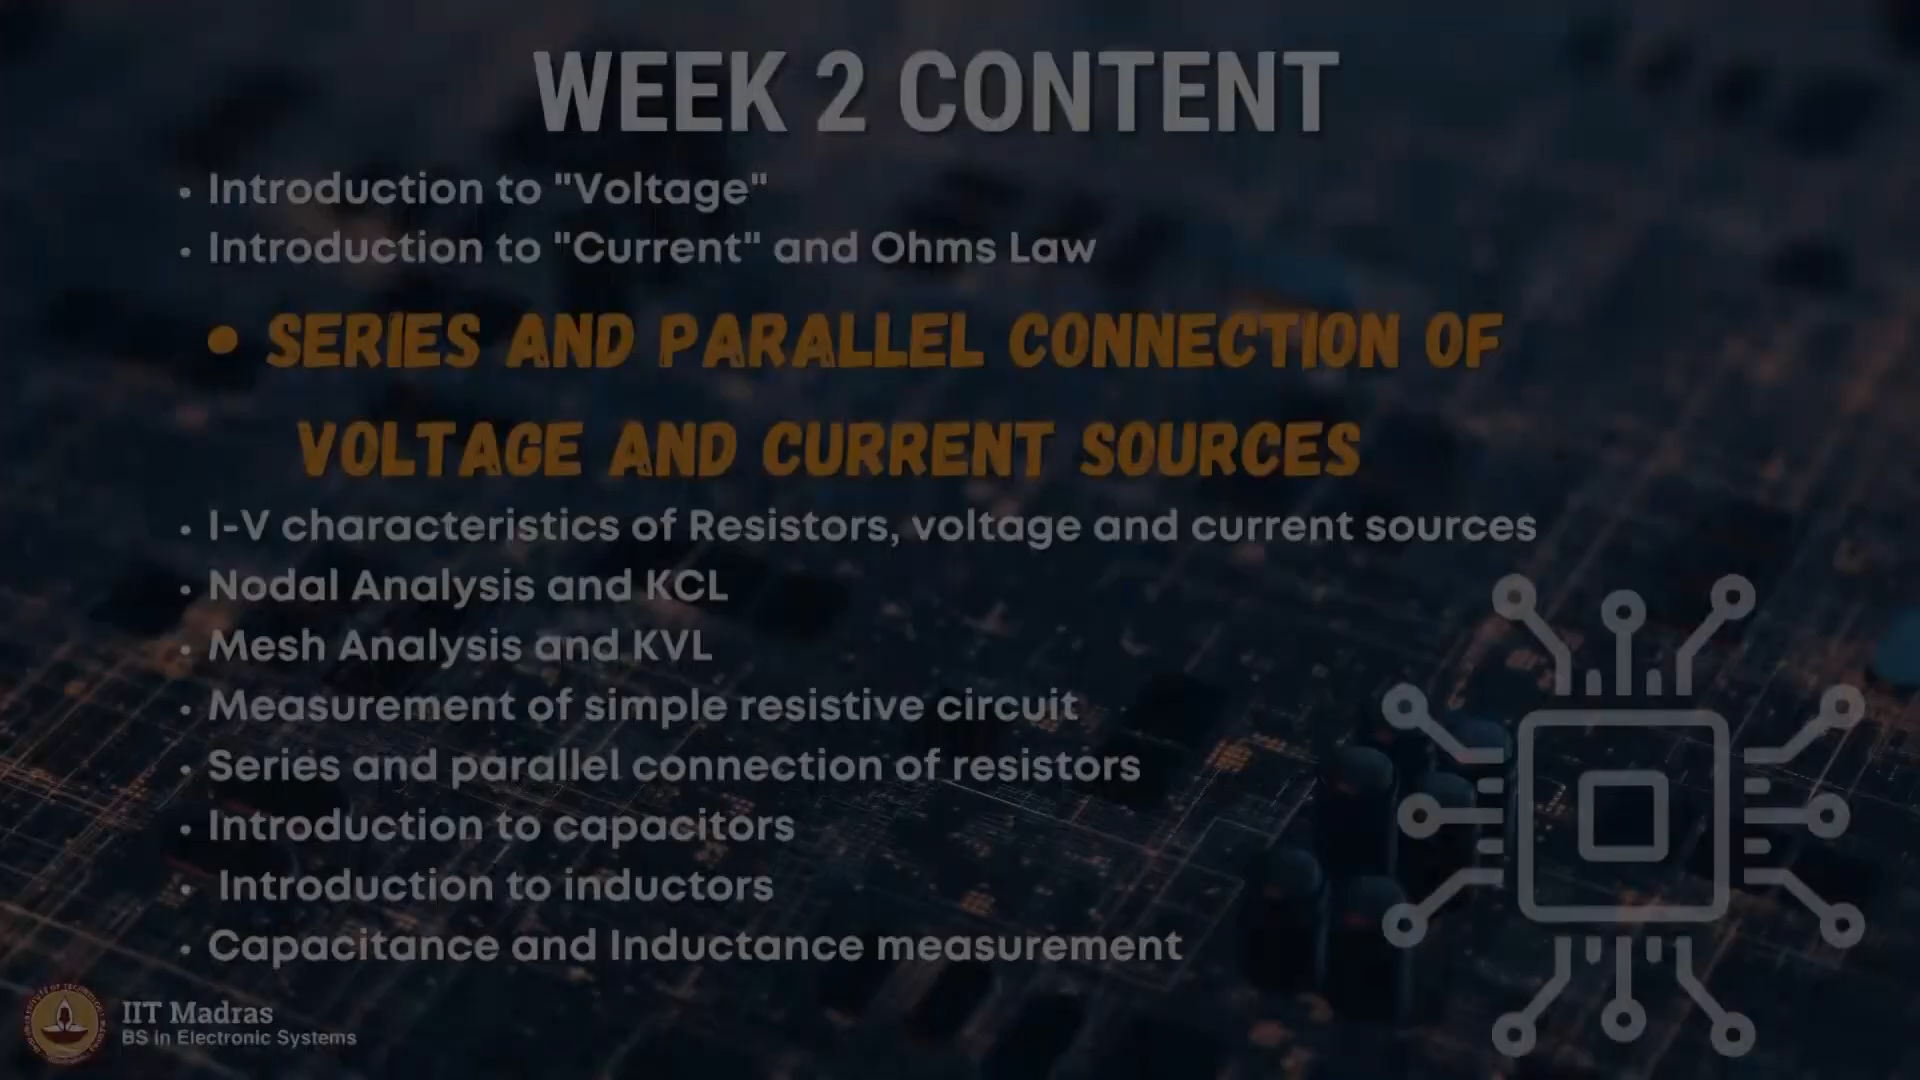 WEEK 2 CONTENT
• Introduction to "Voltage"
• Introduction to "Current" and Ohms Law
• SERIES AND PARALLEL CONNECTION OF
VOLTAGE AND CURRENT SOURCES
• I-V characteristics of Resistors, voltage and current sources
• Nodal Analysis and KCL
• Mesh Analysis and KVL
• Measurement of simple resistive circuit
• Series and parallel connection of resistors
• Introduction to capacitors
• Introduction to inductors
• Capacitance and Inductance measurement
IIT Madras
BS in Electronic Systems